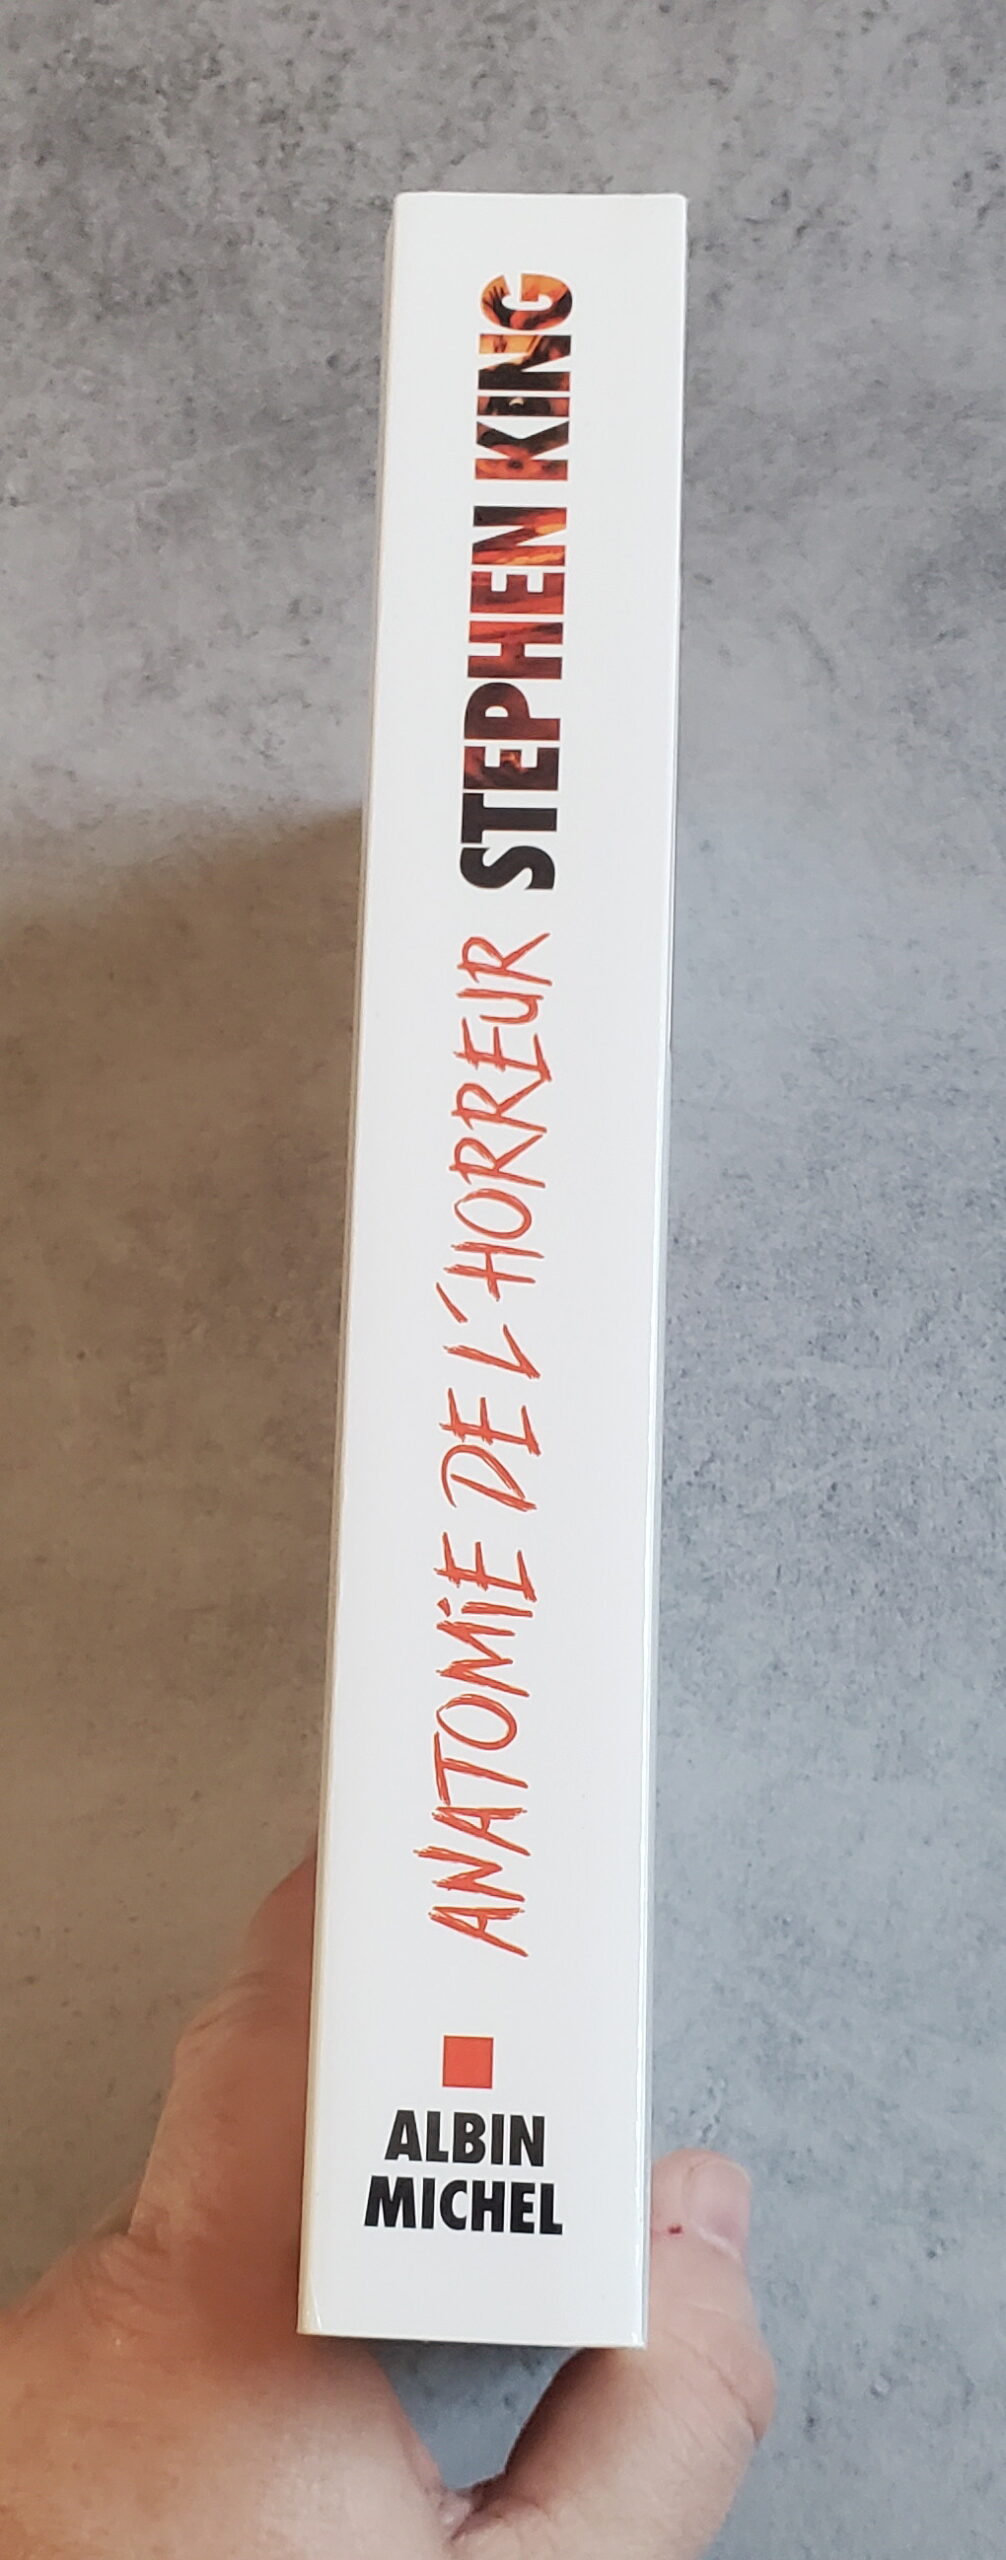 ANATOMIE DE L'HORREUR STEPHEN KING
ALBIN
MICHEL